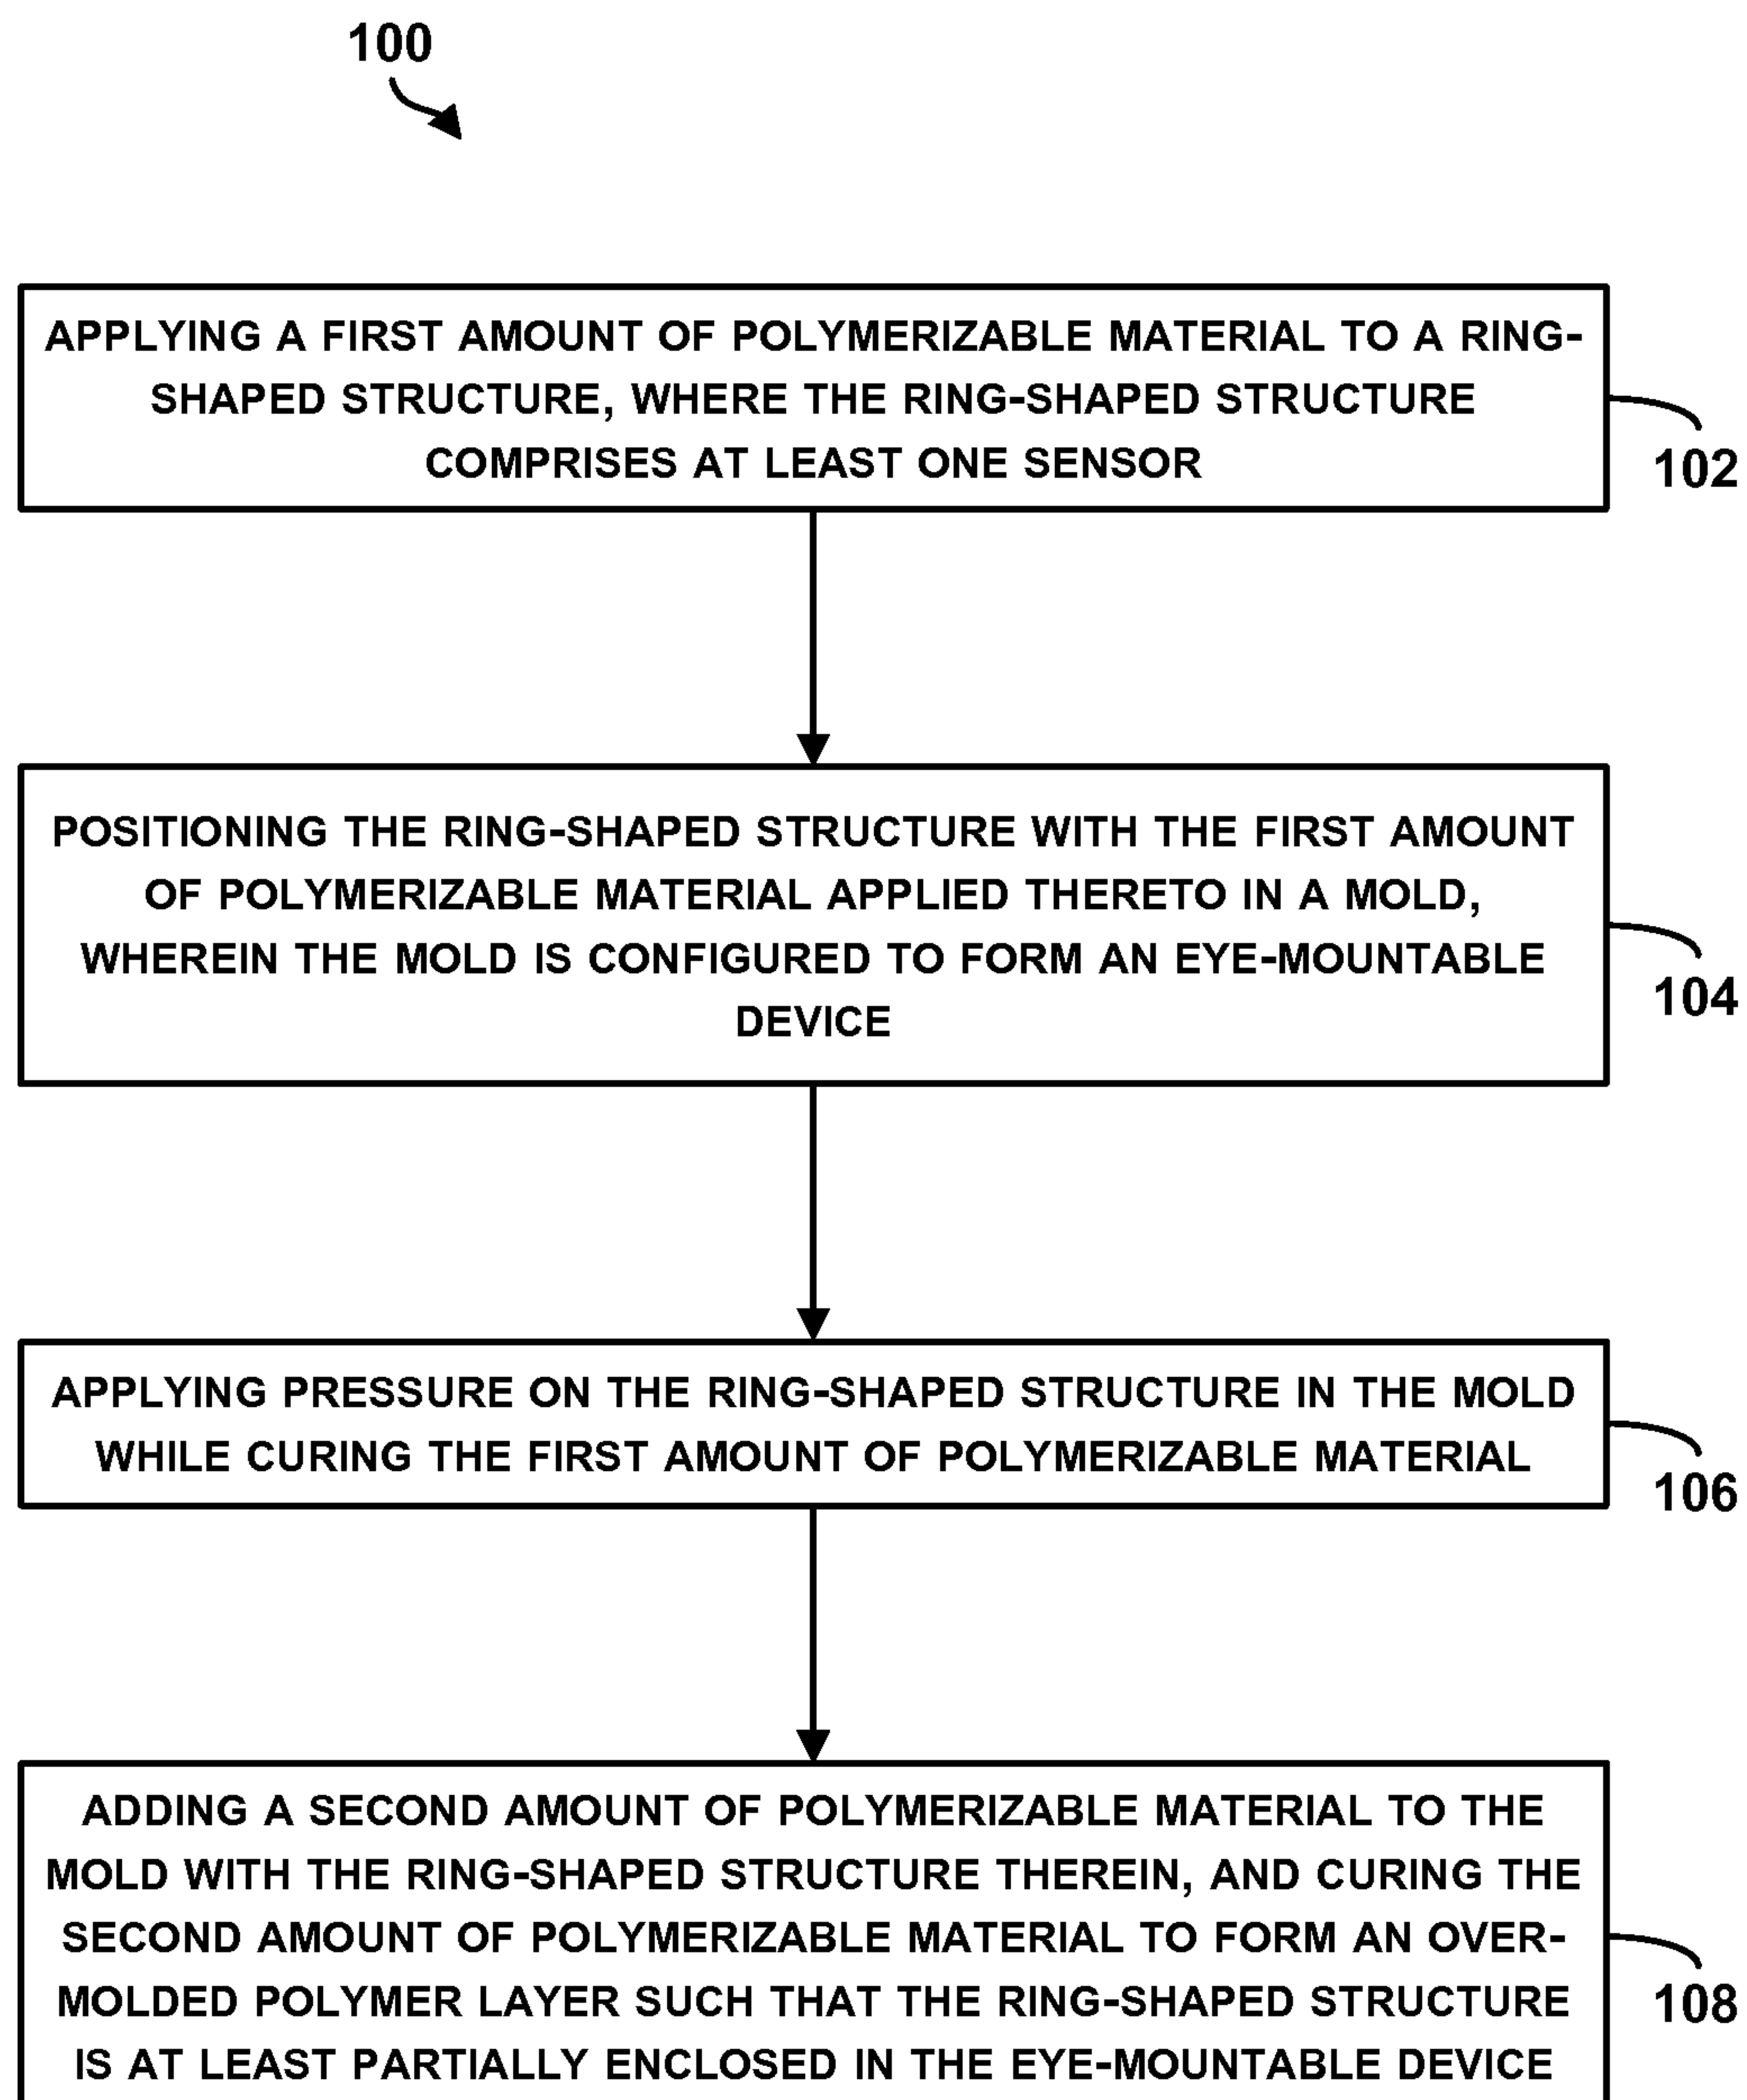 100
APPLYING A FIRST AMOUNT OF POLYMERIZABLE MATERIAL TO A RING-
SHAPED STRUCTURE, WHERE THE RING-SHAPED STRUCTURE
COMPRISES AT LEAST ONE SENSOR
102
POSITIONING THE RING-SHAPED STRUCTURE WITH THE FIRST AMOUNT
OF POLYMERIZABLE MATERIAL APPLIED THERETO IN A MOLD,
WHEREIN THE MOLD IS CONFIGURED TO FORM AN EYE-MOUNTABLE
DEVICE
104
APPLYING PRESSURE ON THE RING-SHAPED STRUCTURE IN THE MOLD
WHILE CURING THE FIRST AMOUNT OF POLYMERIZABLE MATERIAL
106
ADDING A SECOND AMOUNT OF POLYMERIZABLE MATERIAL TO THE
MOLD WITH THE RING-SHAPED STRUCTURE THEREIN, AND CURING THE
SECOND AMOUNT OF POLYMERIZABLE MATERIAL TO FORM AN OVER-
MOLDED POLYMER LAYER SUCH THAT THE RING-SHAPED STRUCTURE
IS AT LEAST PARTIALLY ENCLOSED IN THE EYE-MOUNTABLE DEVICE
108